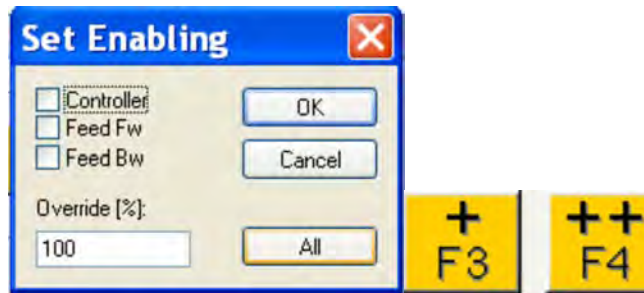 Set Enabling
Controller
Feed Fw
Feed Bw
OK
Cancel
Override [%]:
100
All
+
F3
++
F4